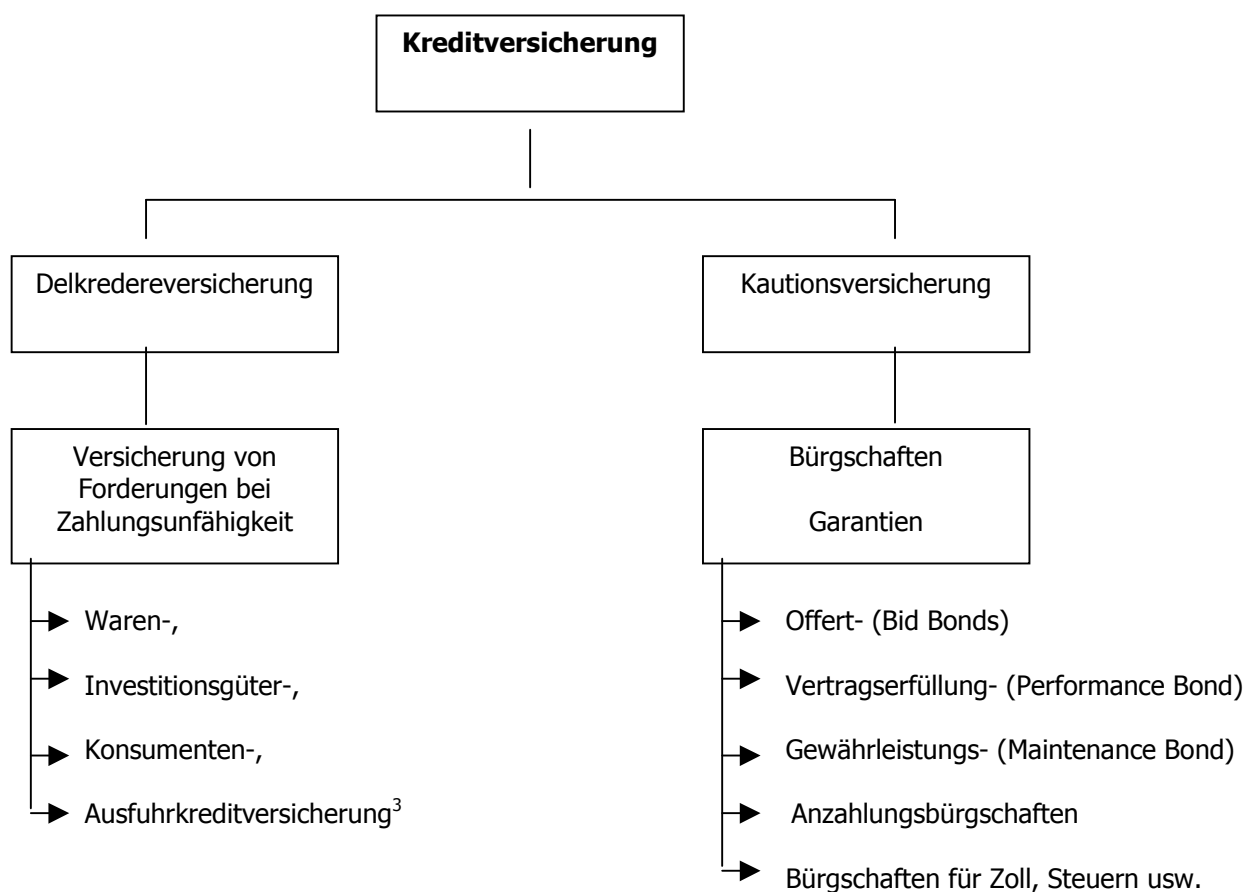 Kreditversicherung
Delkredereversicherung
Kautionsversicherung
Versicherung von
Forderungen bei
Zahlungsunfähigkeit
Bürgschaften
Garantien
Waren-,
Investitionsgüter-,
Konsumenten-,
Ausfuhrkreditversicherung³
Offert- (Bid Bonds)
Vertragserfüllung- (Performance Bond)
Gewährleistungs- (Maintenance Bond)
Anzahlungsbürgschaften
Bürgschaften für Zoll, Steuern usw.